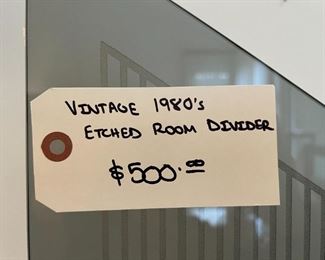 VINTAGE 1980's
ETCHED ROOM DIVIDER
$500.00